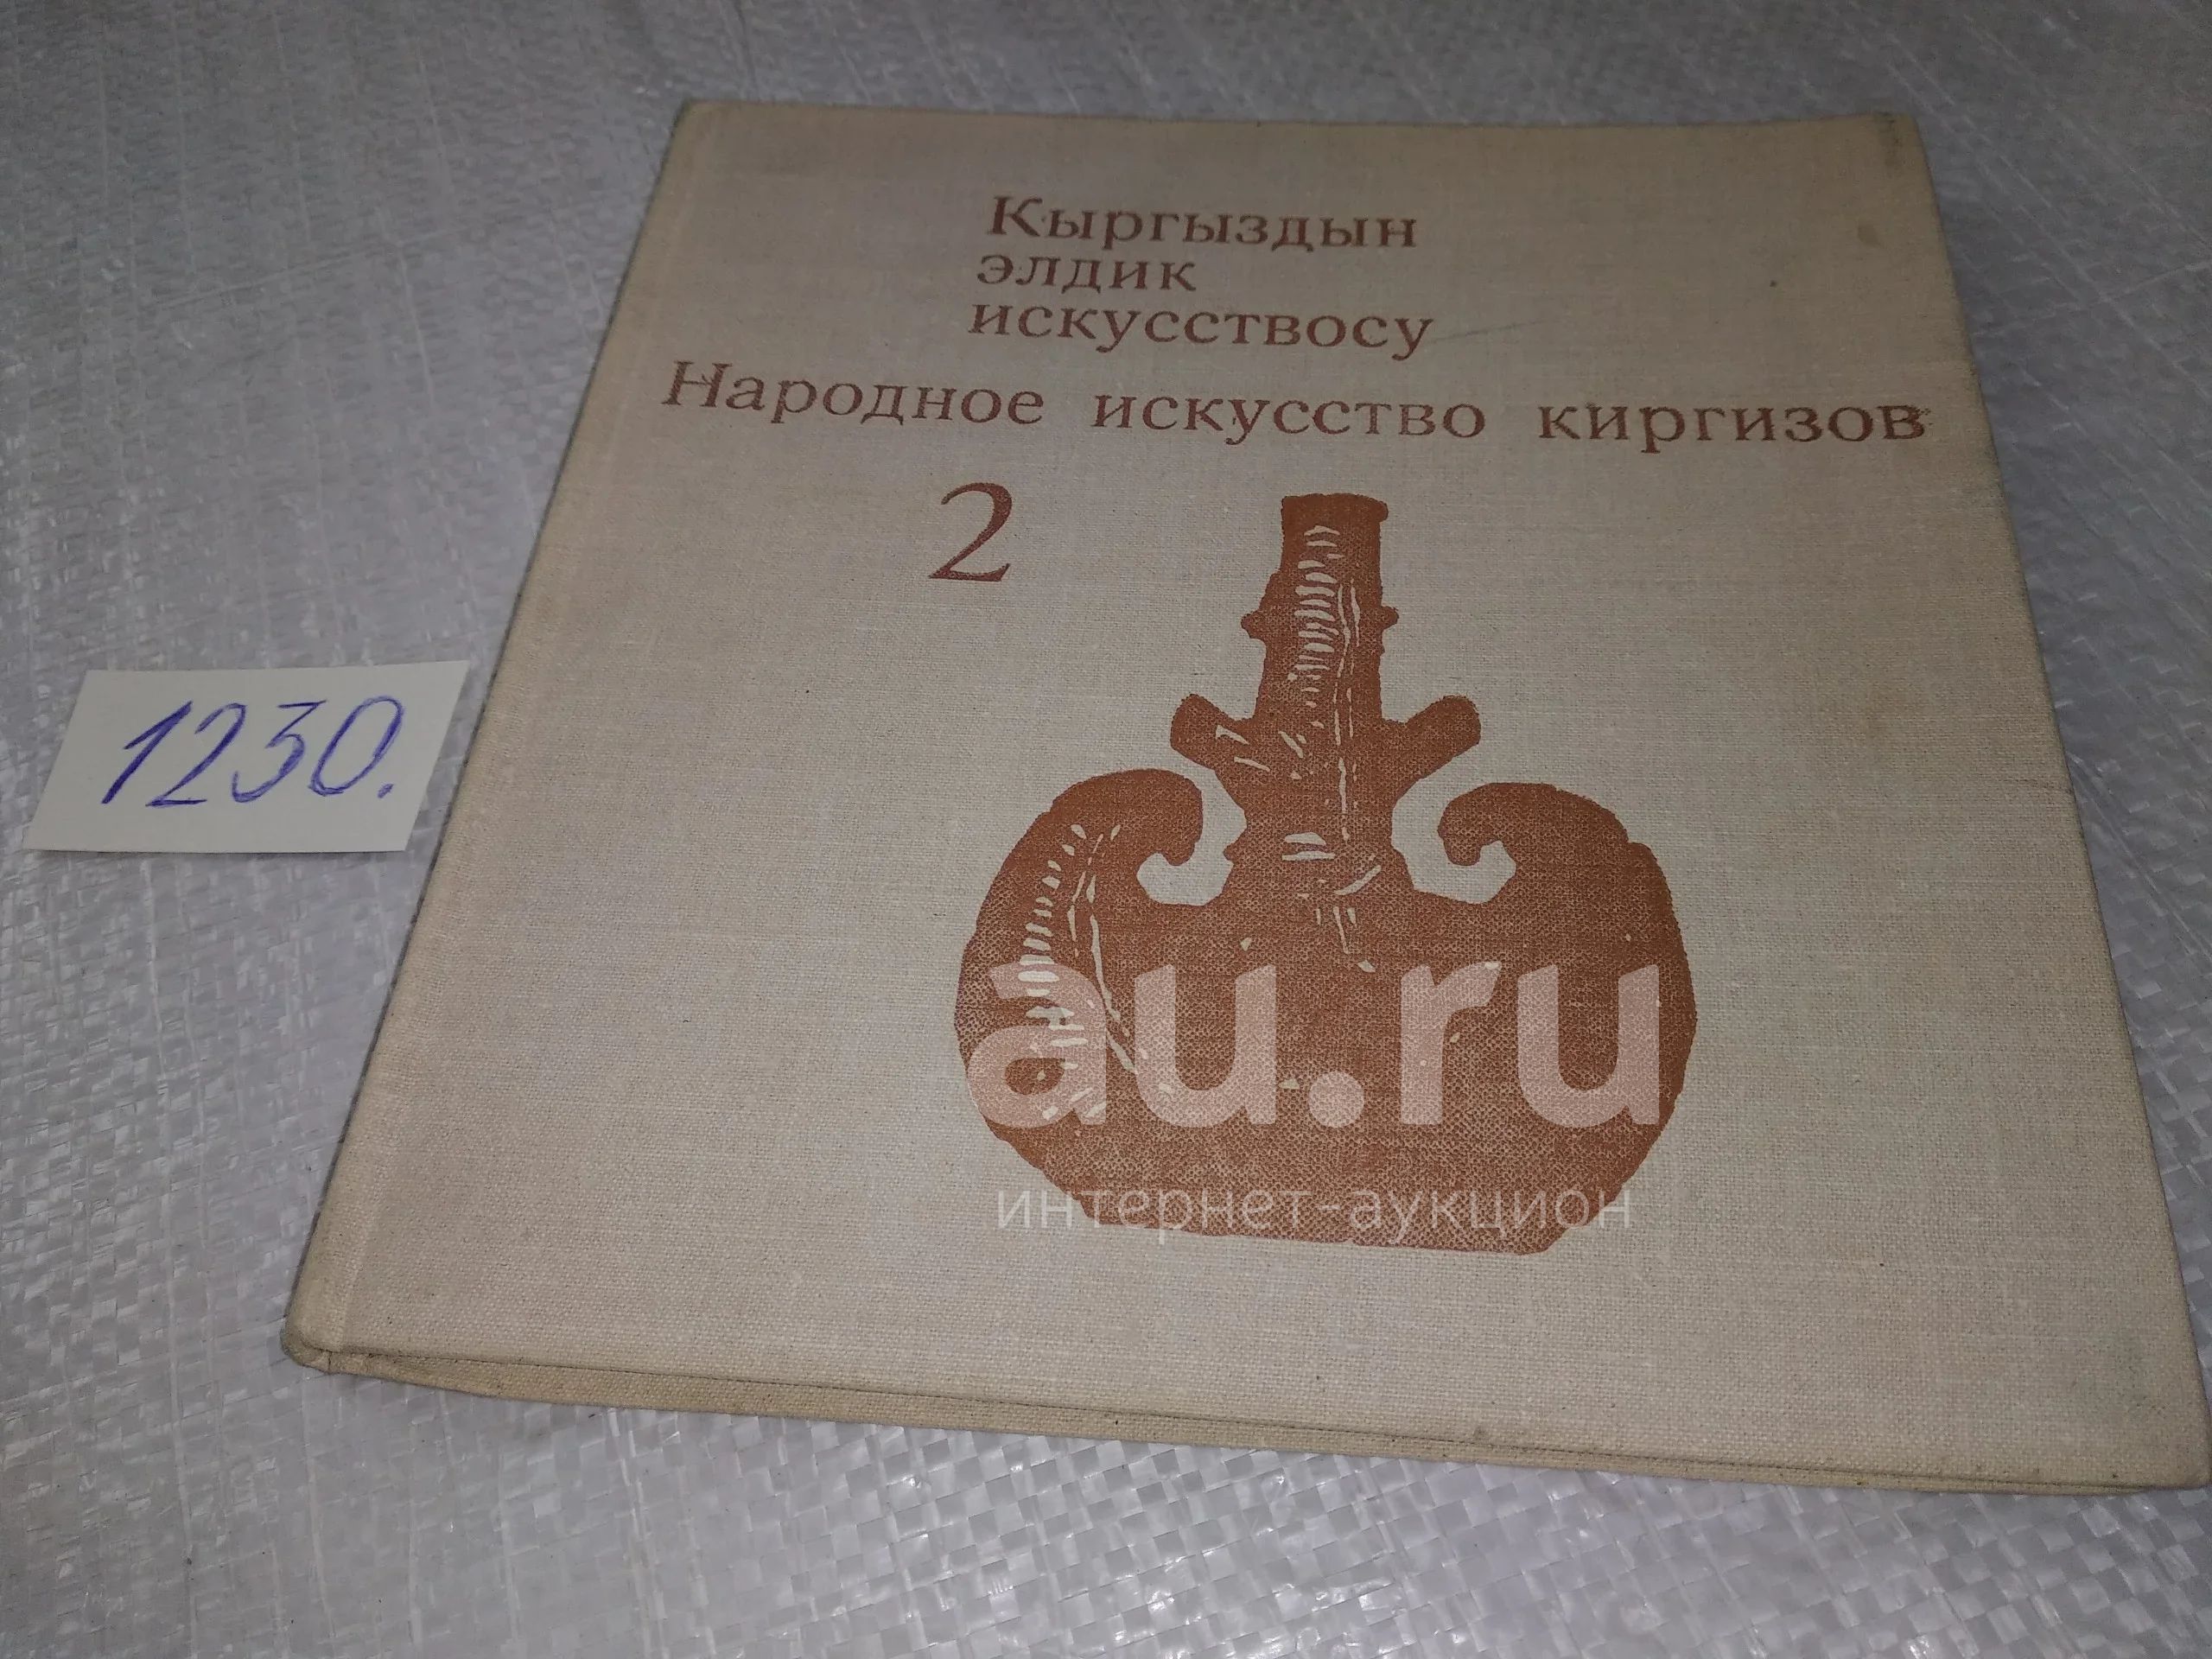 Кыргыздын
элдик
искусствосу
Народное искусство киргизов
2
1230.
au.ru
интернет-аукцион